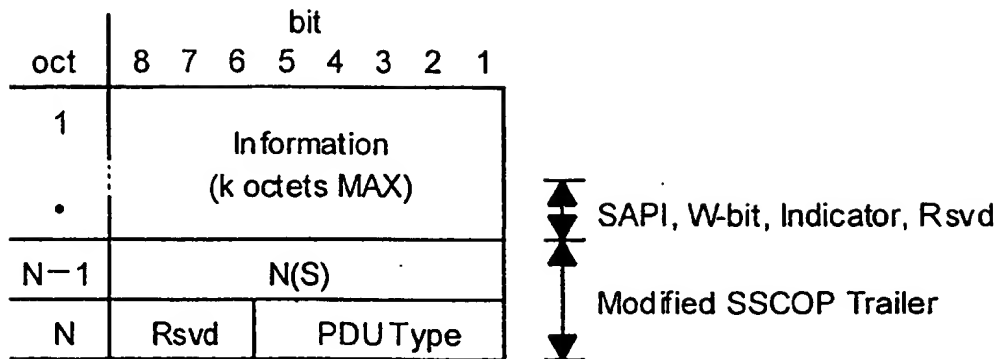 bit
oct 8 7 6 5 4 3 2 1
1
Information
(k octets MAX)
•
SAPI, W-bit, Indicator, Rsvd
N−1 N(S)
Modified SSCOP Trailer
N Rsvd PDU Type